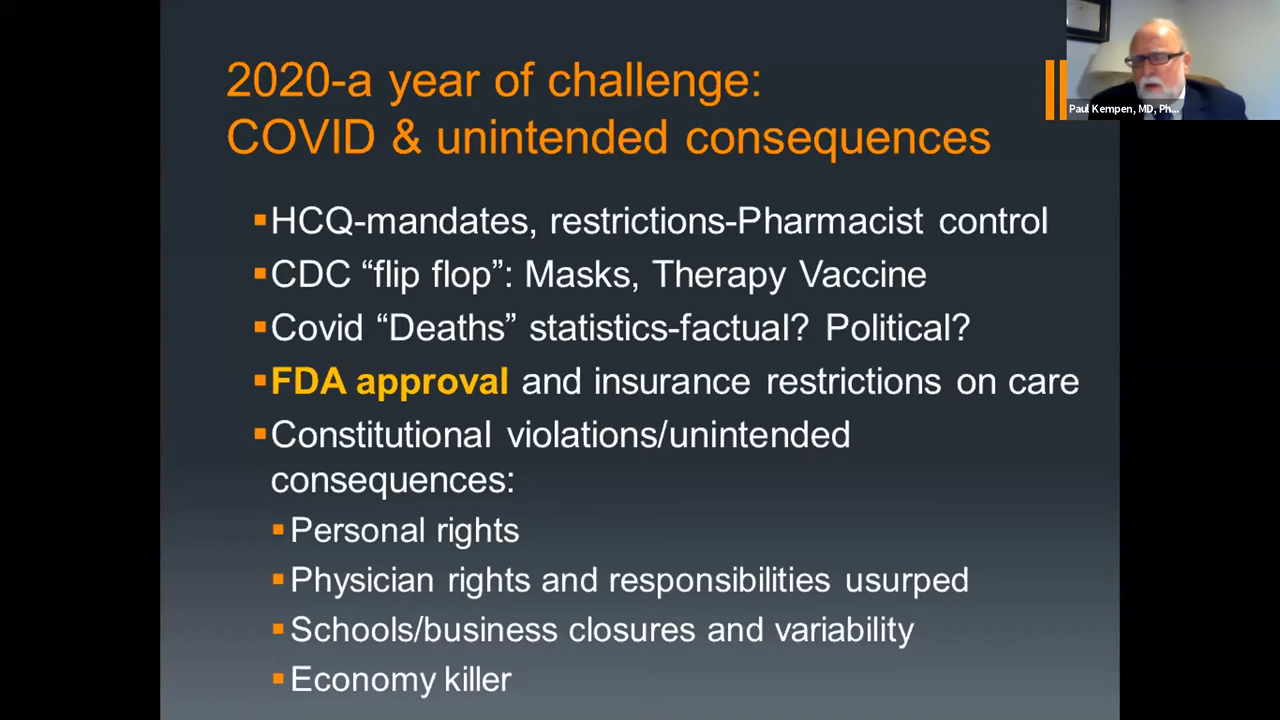 2020-a year of challenge:
COVID & unintended consequences
Paul Kempen, MD, Ph...
▪HCQ-mandates, restrictions-Pharmacist control
▪CDC “flip flop”: Masks, Therapy Vaccine
▪Covid “Deaths” statistics-factual? Political?
▪FDA approval and insurance restrictions on care
▪Constitutional violations/unintended
consequences:
▪Personal rights
▪Physician rights and responsibilities usurped
▪Schools/business closures and variability
▪Economy killer